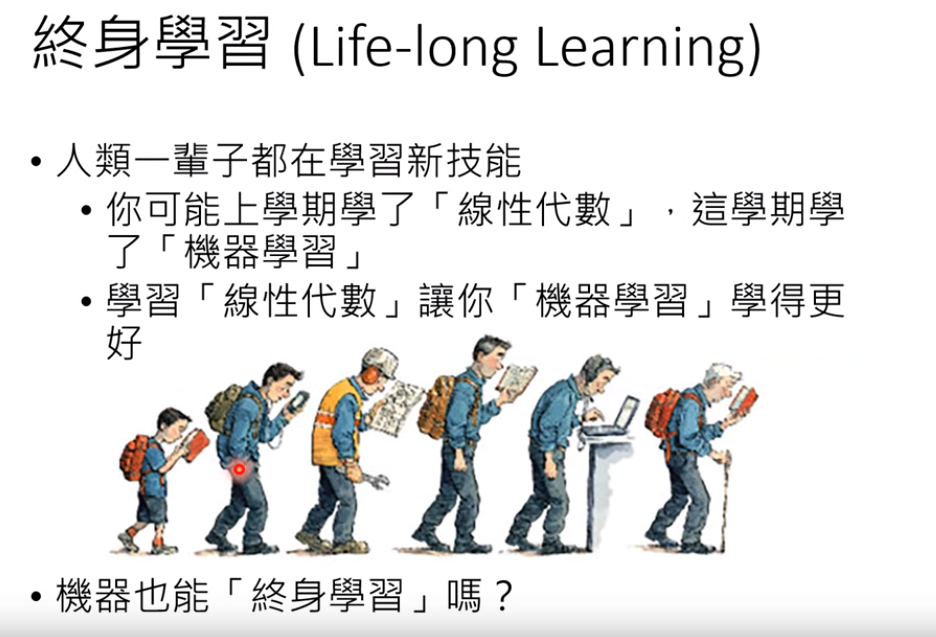 終身學習 (Life-long Learning)
• 人類一輩子都在學習新技能
• 你可能上學期學了「線性代數」，這學期學
了「機器學習」
• 學習「線性代數」讓你「機器學習」學得更
好
• 機器也能「終身學習」嗎？